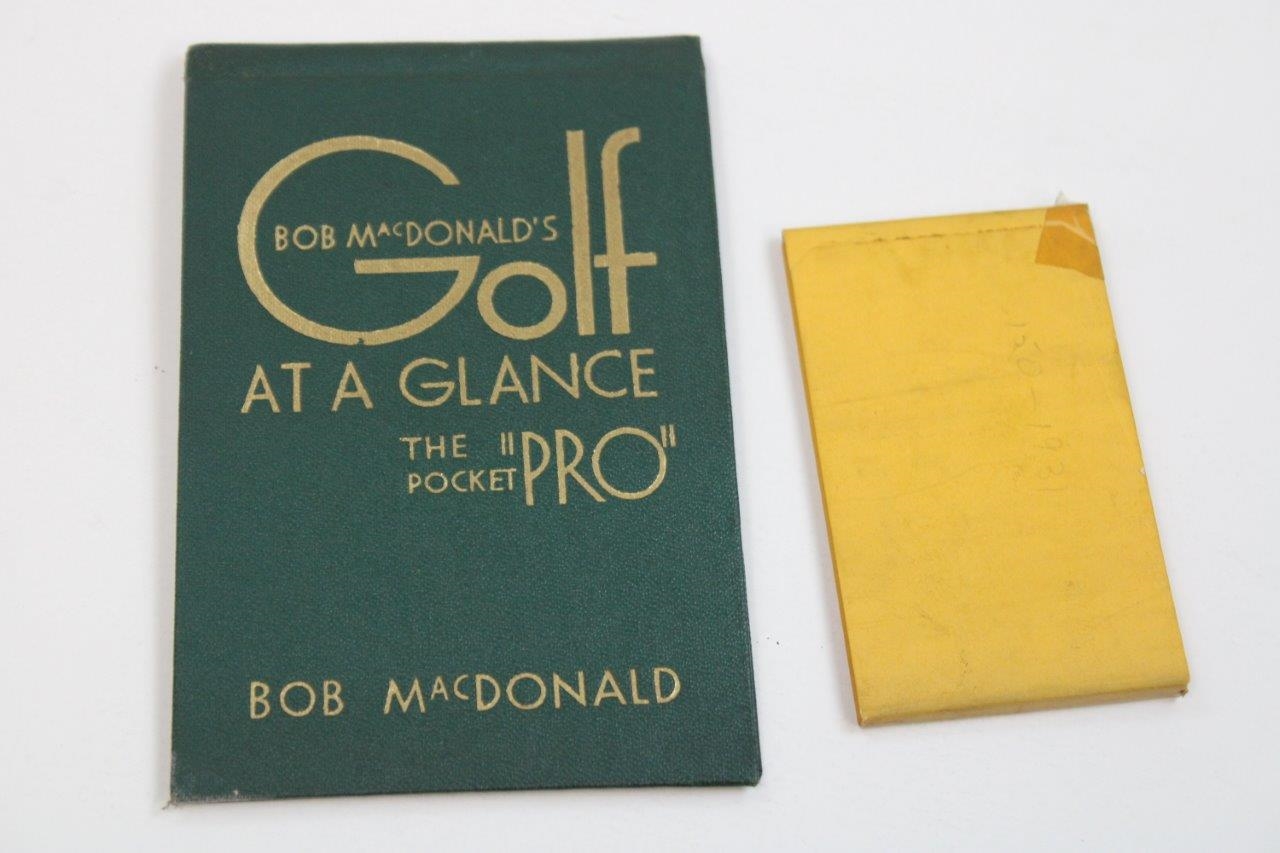 BOB MACDONALD'S
Golf
AT A GLANCE
THE "PRO"
POCKET
BOB MACDONALD